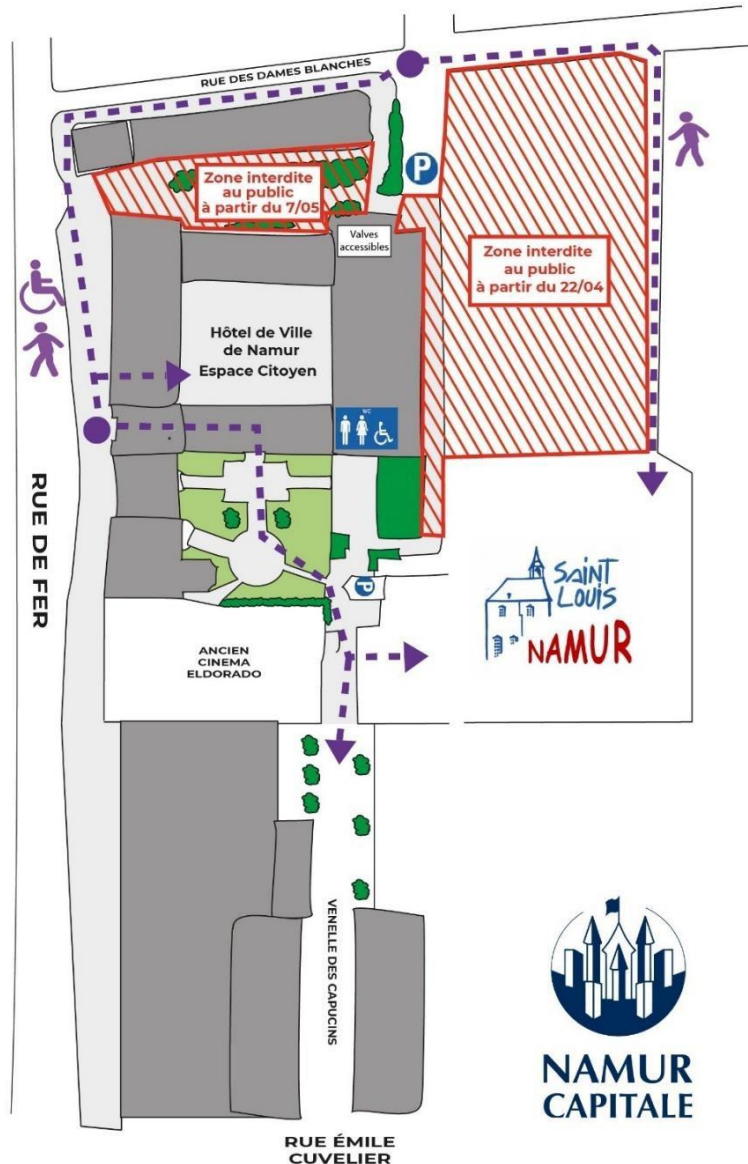 RUE DES DAMES BLANCHES
P
Zone interdite
au public
à partir du 7/05
Valves
accessibles
Zone interdite
au public
à partir du 22/04
Hôtel de Ville
de Namur
Espace Citoyen
WC
RUE DE FER
P
SAINT
LOUIS
NAMUR
ANCIEN
CINEMA
ELDORADO
VENELLE DES CAPUCINS
NAMUR
CAPITALE
RUE ÉMILE
CUVELIER